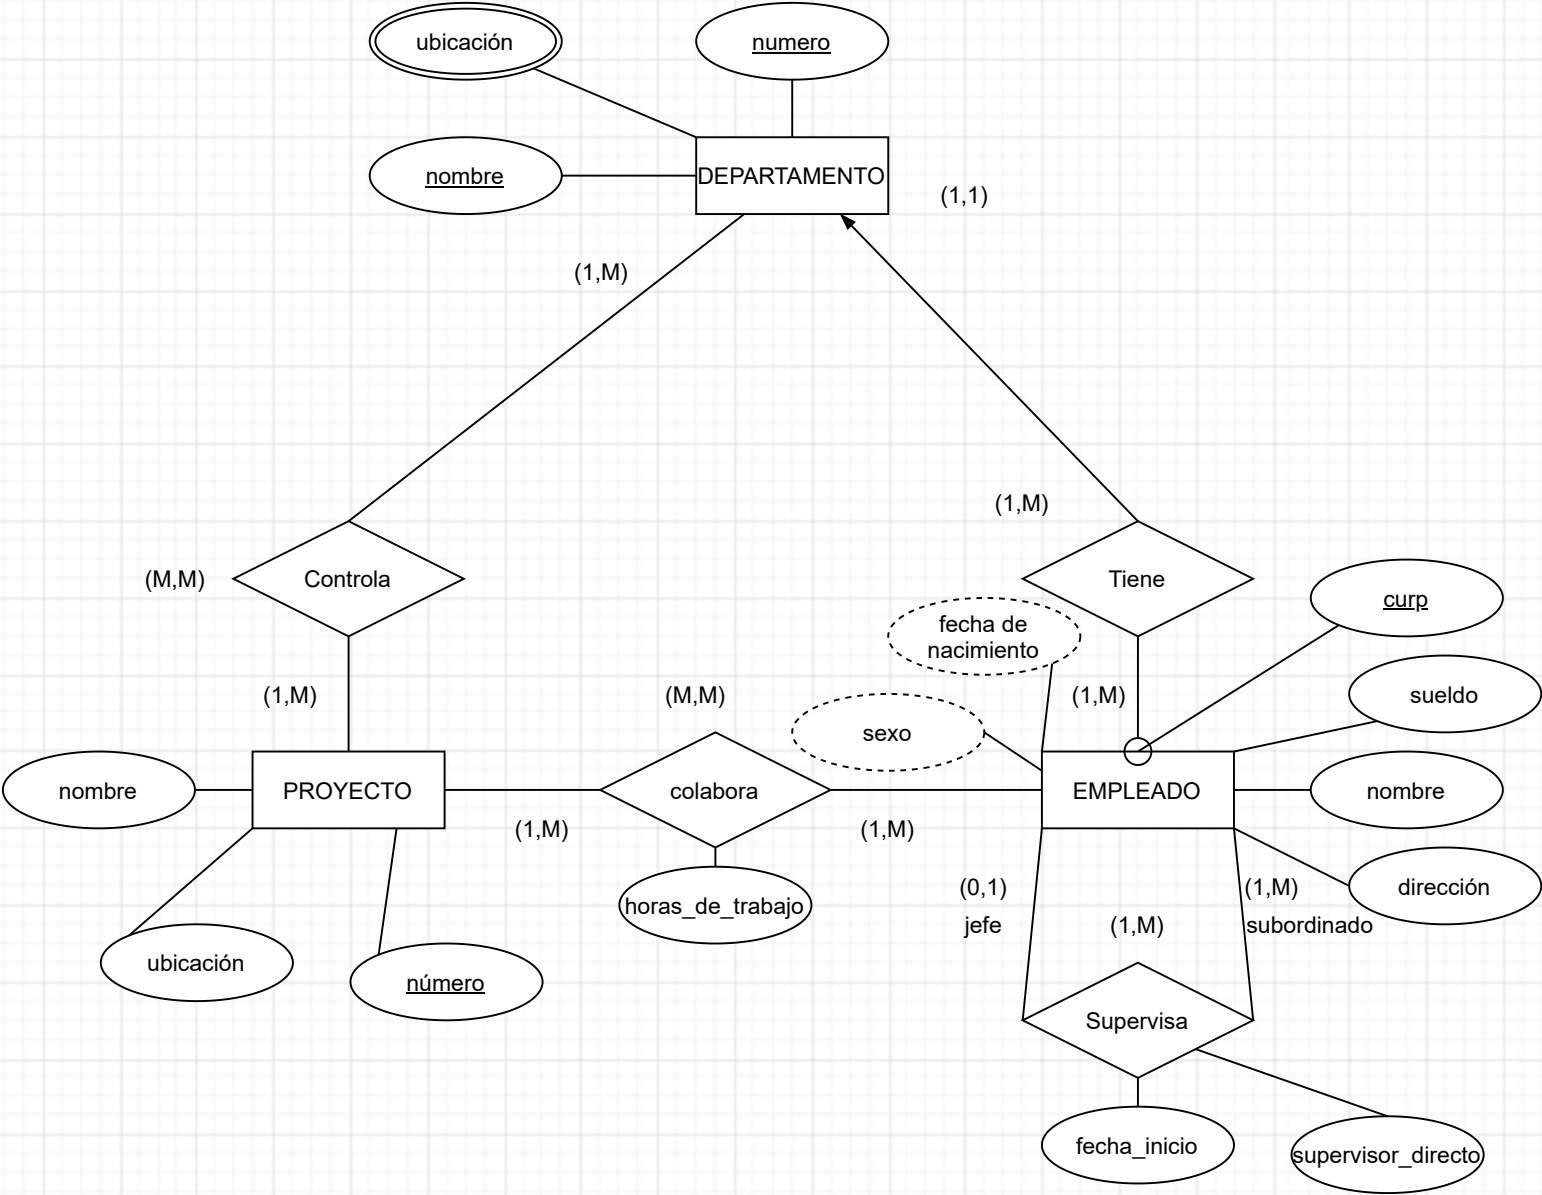 ubicación
numero
nombre
DEPARTAMENTO
(1,1)
(1,M)
(1,M)
(M,M)
Controla
Tiene
curp
fecha de
nacimiento
(1,M)
(M,M)
(1,M)
sueldo
sexo
nombre
PROYECTO
colabora
EMPLEADO
nombre
(1,M)
(1,M)
(0,1)
(1,M)
dirección
horas_de_trabajo
jefe
(1,M)
subordinado
ubicación
número
Supervisa
fecha_inicio
supervisor_directo